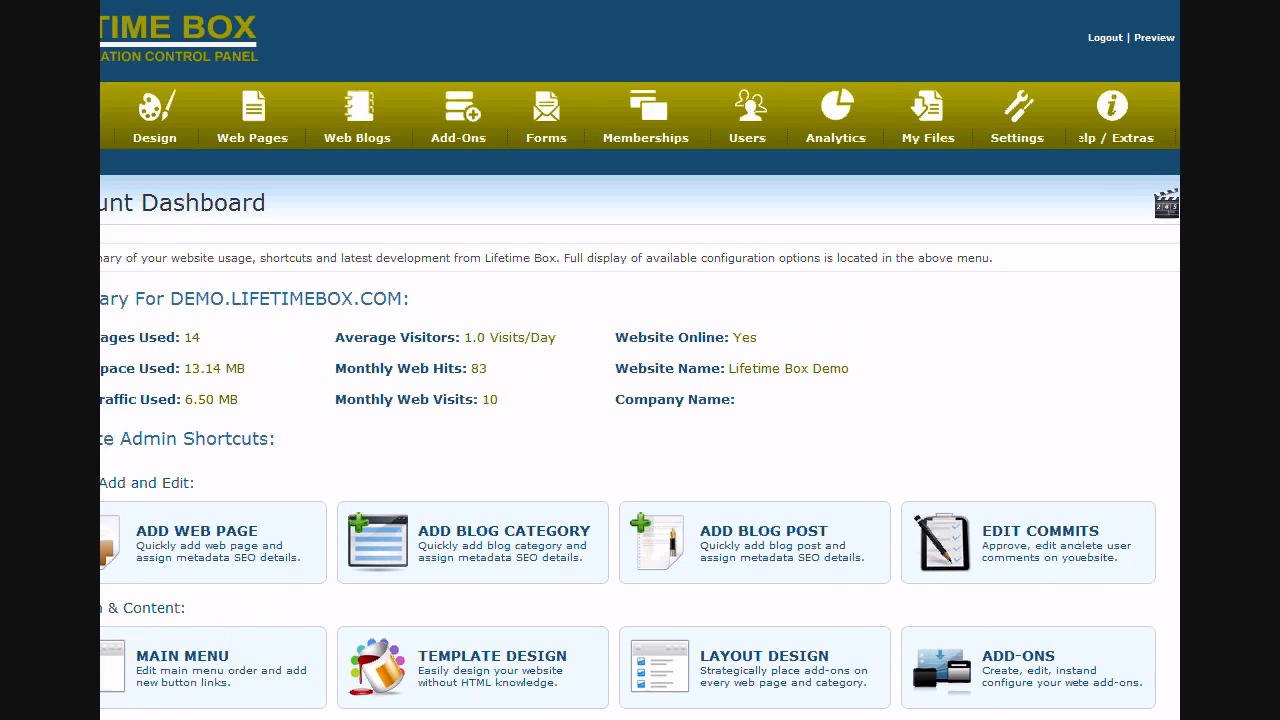 TIME BOX
ATION CONTROL PANEL
Logout | Preview
Design
Web Pages
Web Blogs
Add-Ons
Forms
Memberships
Users
Analytics
My Files
Settings
elp / Extras
unt Dashboard
nary of your website usage, shortcuts and latest development from Lifetime Box. Full display of available configuration options is located in the above menu.
ary For DEMO.LIFETIMEBOX.COM:
ages Used: 14
Average Visitors: 1.0 Visits/Day
Website Online: Yes
pace Used: 13.14 MB
Monthly Web Hits: 83
Website Name: Lifetime Box Demo
raffic Used: 6.50 MB
Monthly Web Visits: 10
Company Name:
te Admin Shortcuts:
Add and Edit:
ADD WEB PAGE
Quickly add web page and
assign metadata SEO details.
ADD BLOG CATEGORY
Quickly add blog category and
assign metadata SEO details.
ADD BLOG POST
Quickly add blog post and
assign metadata SEO details.
EDIT COMMITS
Approve, edit anelete user
comments on youebsite.
n & Content:
MAIN MENU
Edit main menu order and add
new button links.
TEMPLATE DESIGN
Easily design your website
without HTML knowledge.
LAYOUT DESIGN
Strategically place add-ons on
every web page and category.
ADD-ONS
Create, edit, instand
configure your wete add-ons.